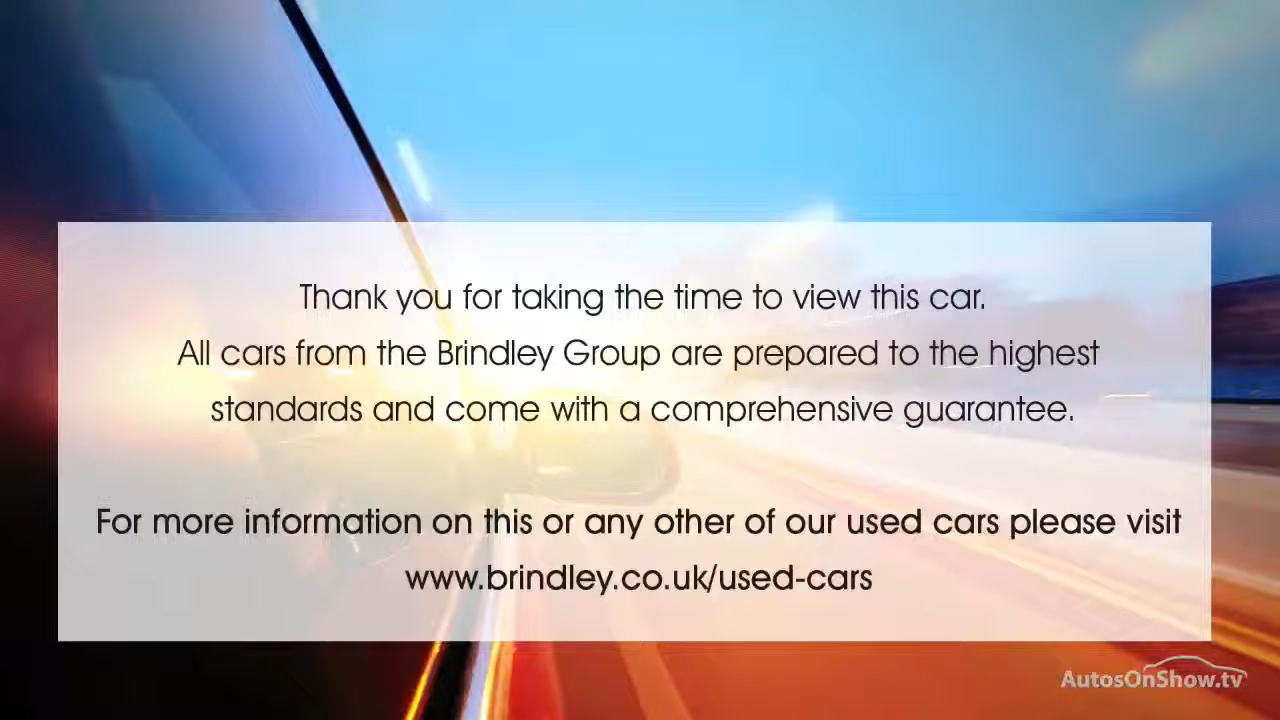 Thank you for taking the time to view this car.
All cars from the Brindley Group are prepared to the highest
standards and come with a comprehensive guarantee.
For more information on this or any other of our used cars please visit
www.brindley.co.uk/used-cars
AutosOnShow.tv